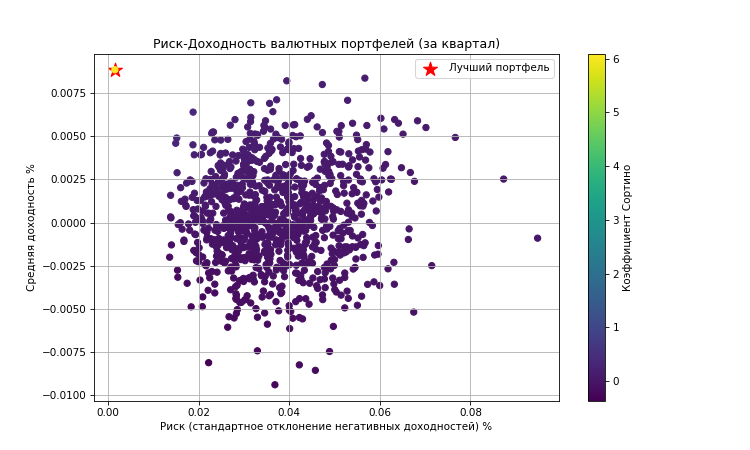 Риск-Доходность валютных портфелей (за квартал)
Лучший портфель
0.0075
0.0050
0.0025
0.0000
−0.0025
−0.0050
−0.0075
−0.0100
Средняя доходность %
0.00 0.02 0.04 0.06 0.08
Риск (стандартное отклонение негативных доходностей) %
6
5
4
3
2
1
0
Коэффициент Сортино